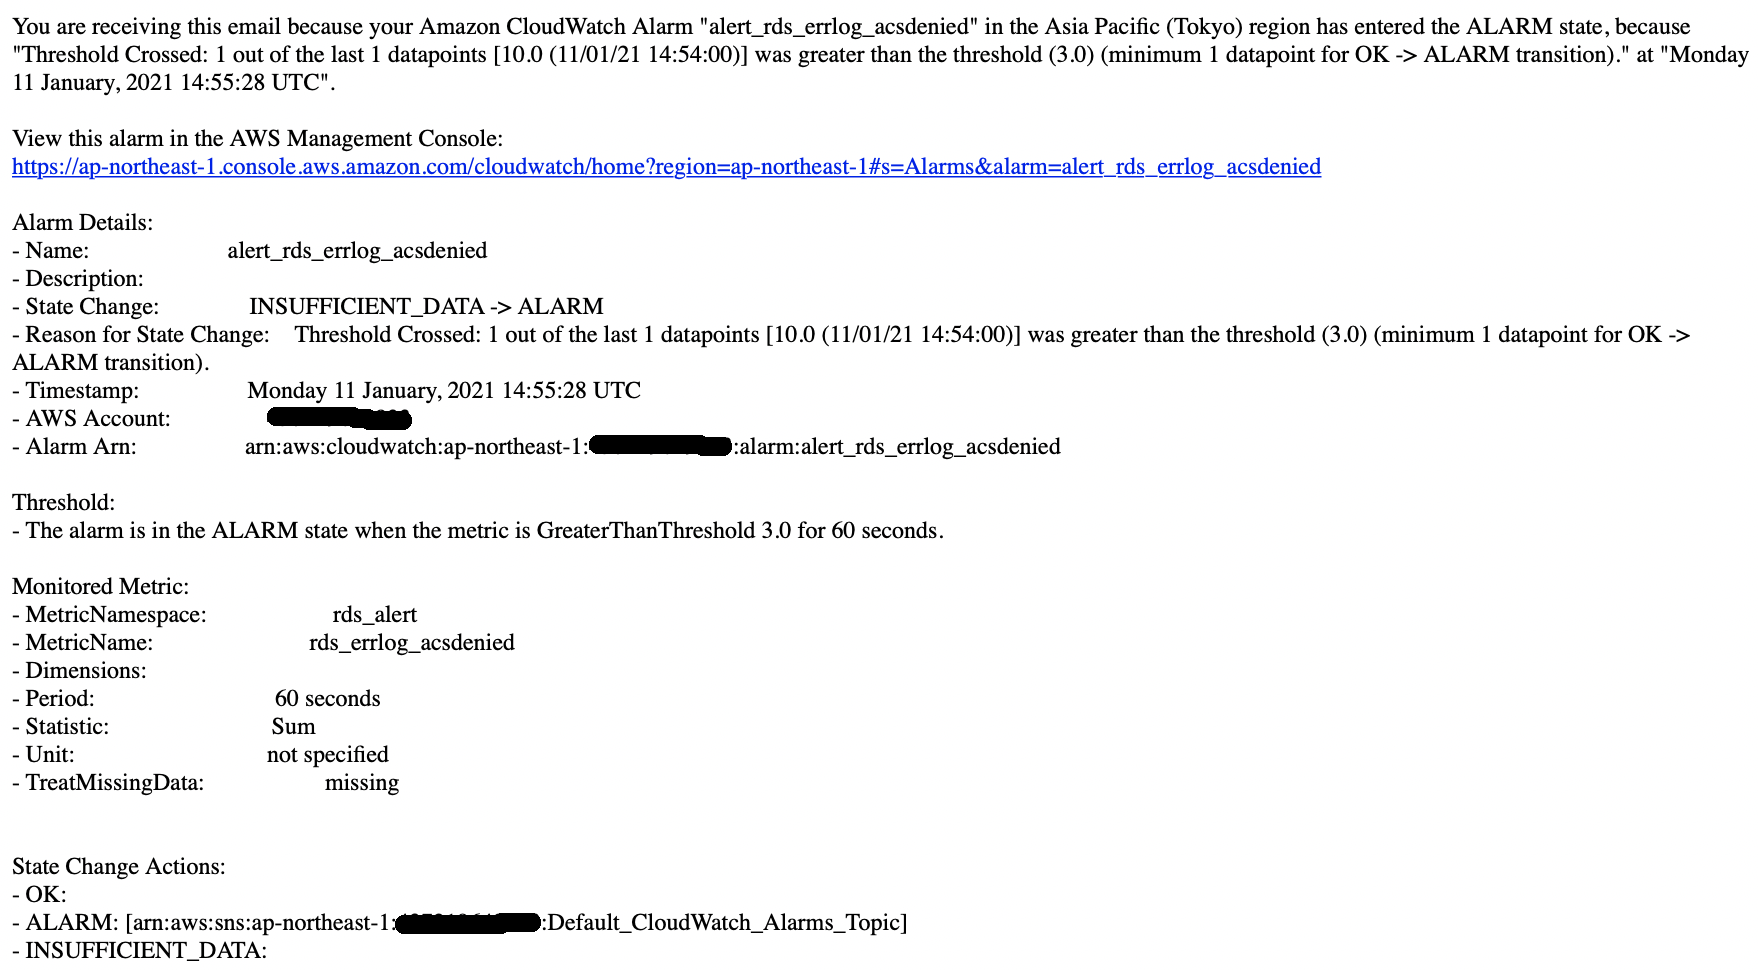 You are receiving this email because your Amazon CloudWatch Alarm "alert_rds_errlog_acsdenied" in the Asia Pacific (Tokyo) region has entered the ALARM state, because
"Threshold Crossed: 1 out of the last 1 datapoints [10.0 (11/01/21 14:54:00)] was greater than the threshold (3.0) (minimum 1 datapoint for OK -> ALARM transition)." at "Monday
11 January, 2021 14:55:28 UTC".
View this alarm in the AWS Management Console:
https://ap-northeast-1.console.aws.amazon.com/cloudwatch/home?region=ap-northeast-1#s=Alarms&alarm=alert_rds_errlog_acsdenied
Alarm Details:
- Name: alert_rds_errlog_acsdenied
- Description:
- State Change: INSUFFICIENT_DATA -> ALARM
- Reason for State Change: Threshold Crossed: 1 out of the last 1 datapoints [10.0 (11/01/21 14:54:00)] was greater than the threshold (3.0) (minimum 1 datapoint for OK ->
ALARM transition).
- Timestamp: Monday 11 January, 2021 14:55:28 UTC
- AWS Account:
- Alarm Arn: arn:aws:cloudwatch:ap-northeast-1: :alarm:alert_rds_errlog_acsdenied
Threshold:
- The alarm is in the ALARM state when the metric is GreaterThanThreshold 3.0 for 60 seconds.
Monitored Metric:
- MetricNamespace: rds_alert
- MetricName: rds_errlog_acsdenied
- Dimensions:
- Period: 60 seconds
- Statistic: Sum
- Unit: not specified
- TreatMissingData: missing
State Change Actions:
- OK:
- ALARM: [arn:aws:sns:ap-northeast-1: :Default_CloudWatch_Alarms_Topic]
- INSUFFICIENT_DATA: